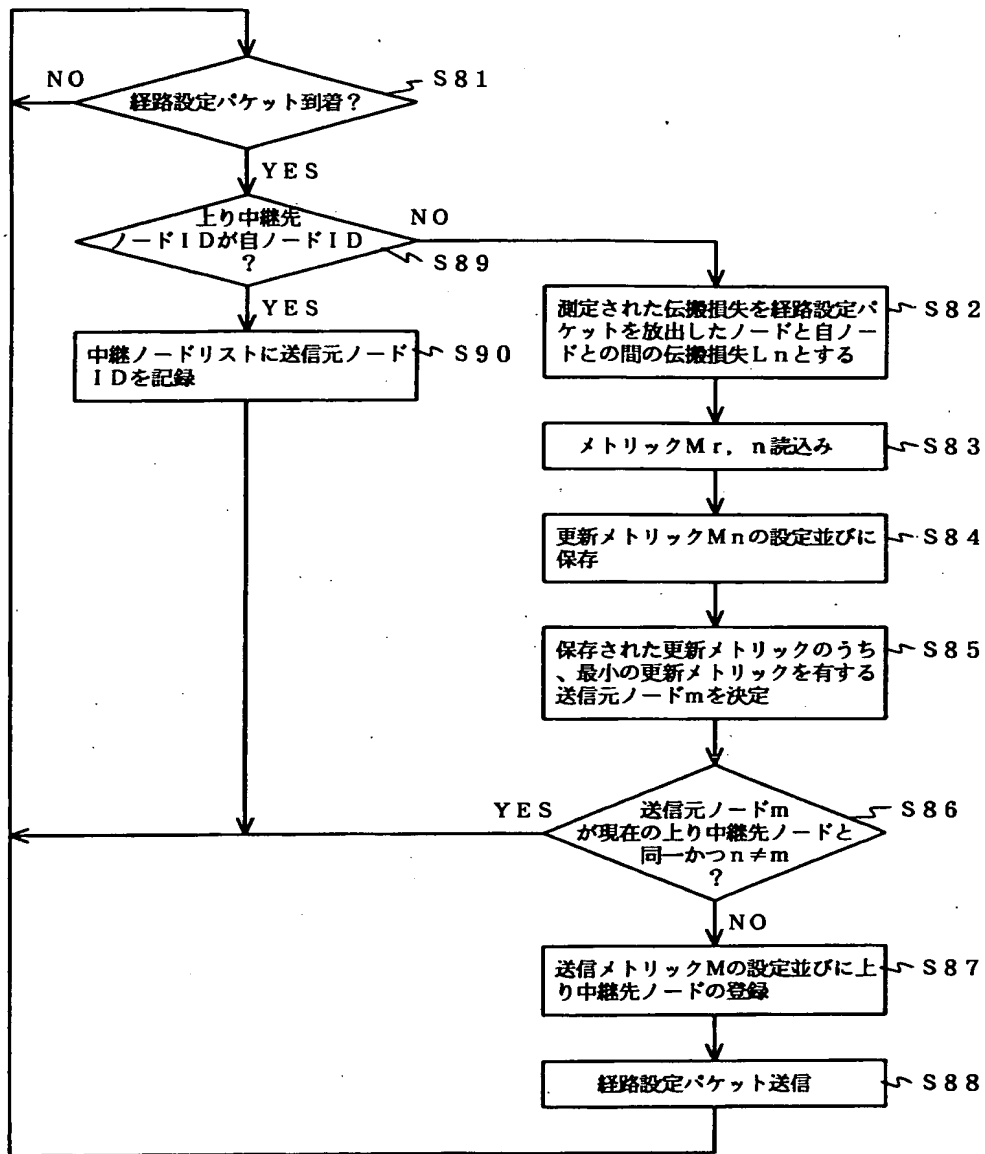 NO
S81
経路設定パケット到着?
YES
上り中継先
ノードIDが自ノードID
?
NO
S89
YES
中継ノードリストに送信元ノード
IDを記録
S90
測定された伝搬損失を経路設定パ
ケットを放出したノードと自ノー
ドとの間の伝搬損失Lnとする
S82
メトリックMr,n読込み
S83
更新メトリックMnの設定並びに
保存
S84
保存された更新メトリックのうち
、最小の更新メトリックを有する
送信元ノードmを決定
S85
YES
送信元ノードm
が現在の上り中継先ノードと
同一かつn≠m
?
S86
NO
送信メトリックMの設定並びに上
り中継先ノードの登録
S87
経路設定パケット送信
S88